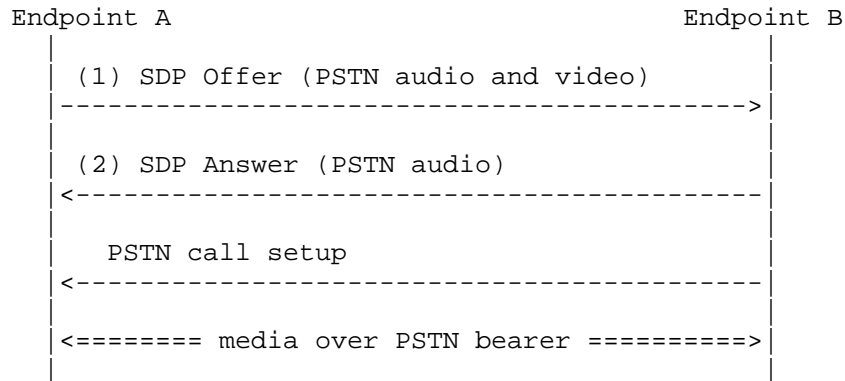 Endpoint A Endpoint B
(1) SDP Offer (PSTN audio and video)
(2) SDP Answer (PSTN audio)
PSTN call setup
<======== media over PSTN bearer ==========>